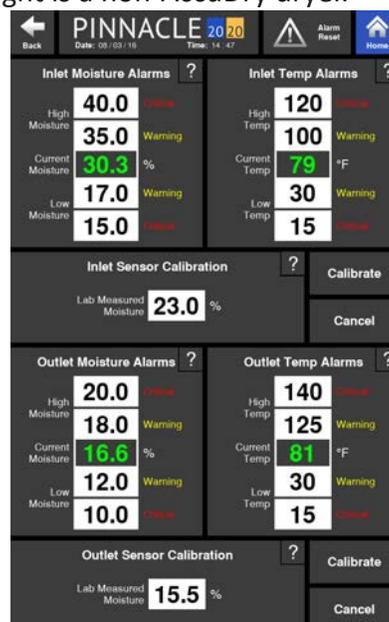 ght is a non-AccuDry dryer.
Back
PINNACLE 20 20
Date: 08/03/16 Time: 14:47
Alarm Reset
Home
Inlet Moisture Alarms ?
High Moisture 40.0 Critical
35.0 Warning
Current Moisture 30.3 %
Low Moisture 17.0 Warning
15.0 Critical
Inlet Temp Alarms ?
High Temp 120 Critical
100 Warning
Current Temp 79 °F
Low Temp 30 Warning
15 Critical
Inlet Sensor Calibration ?
Lab Measured Moisture 23.0 %
Calibrate
Cancel
Outlet Moisture Alarms ?
High Moisture 20.0 Critical
18.0 Warning
Current Moisture 16.6 %
Low Moisture 12.0 Warning
10.0 Critical
Outlet Temp Alarms ?
High Temp 140 Critical
125 Warning
Current Temp 81 °F
Low Temp 30 Warning
15 Critical
Outlet Sensor Calibration ?
Lab Measured Moisture 15.5 %
Calibrate
Cancel